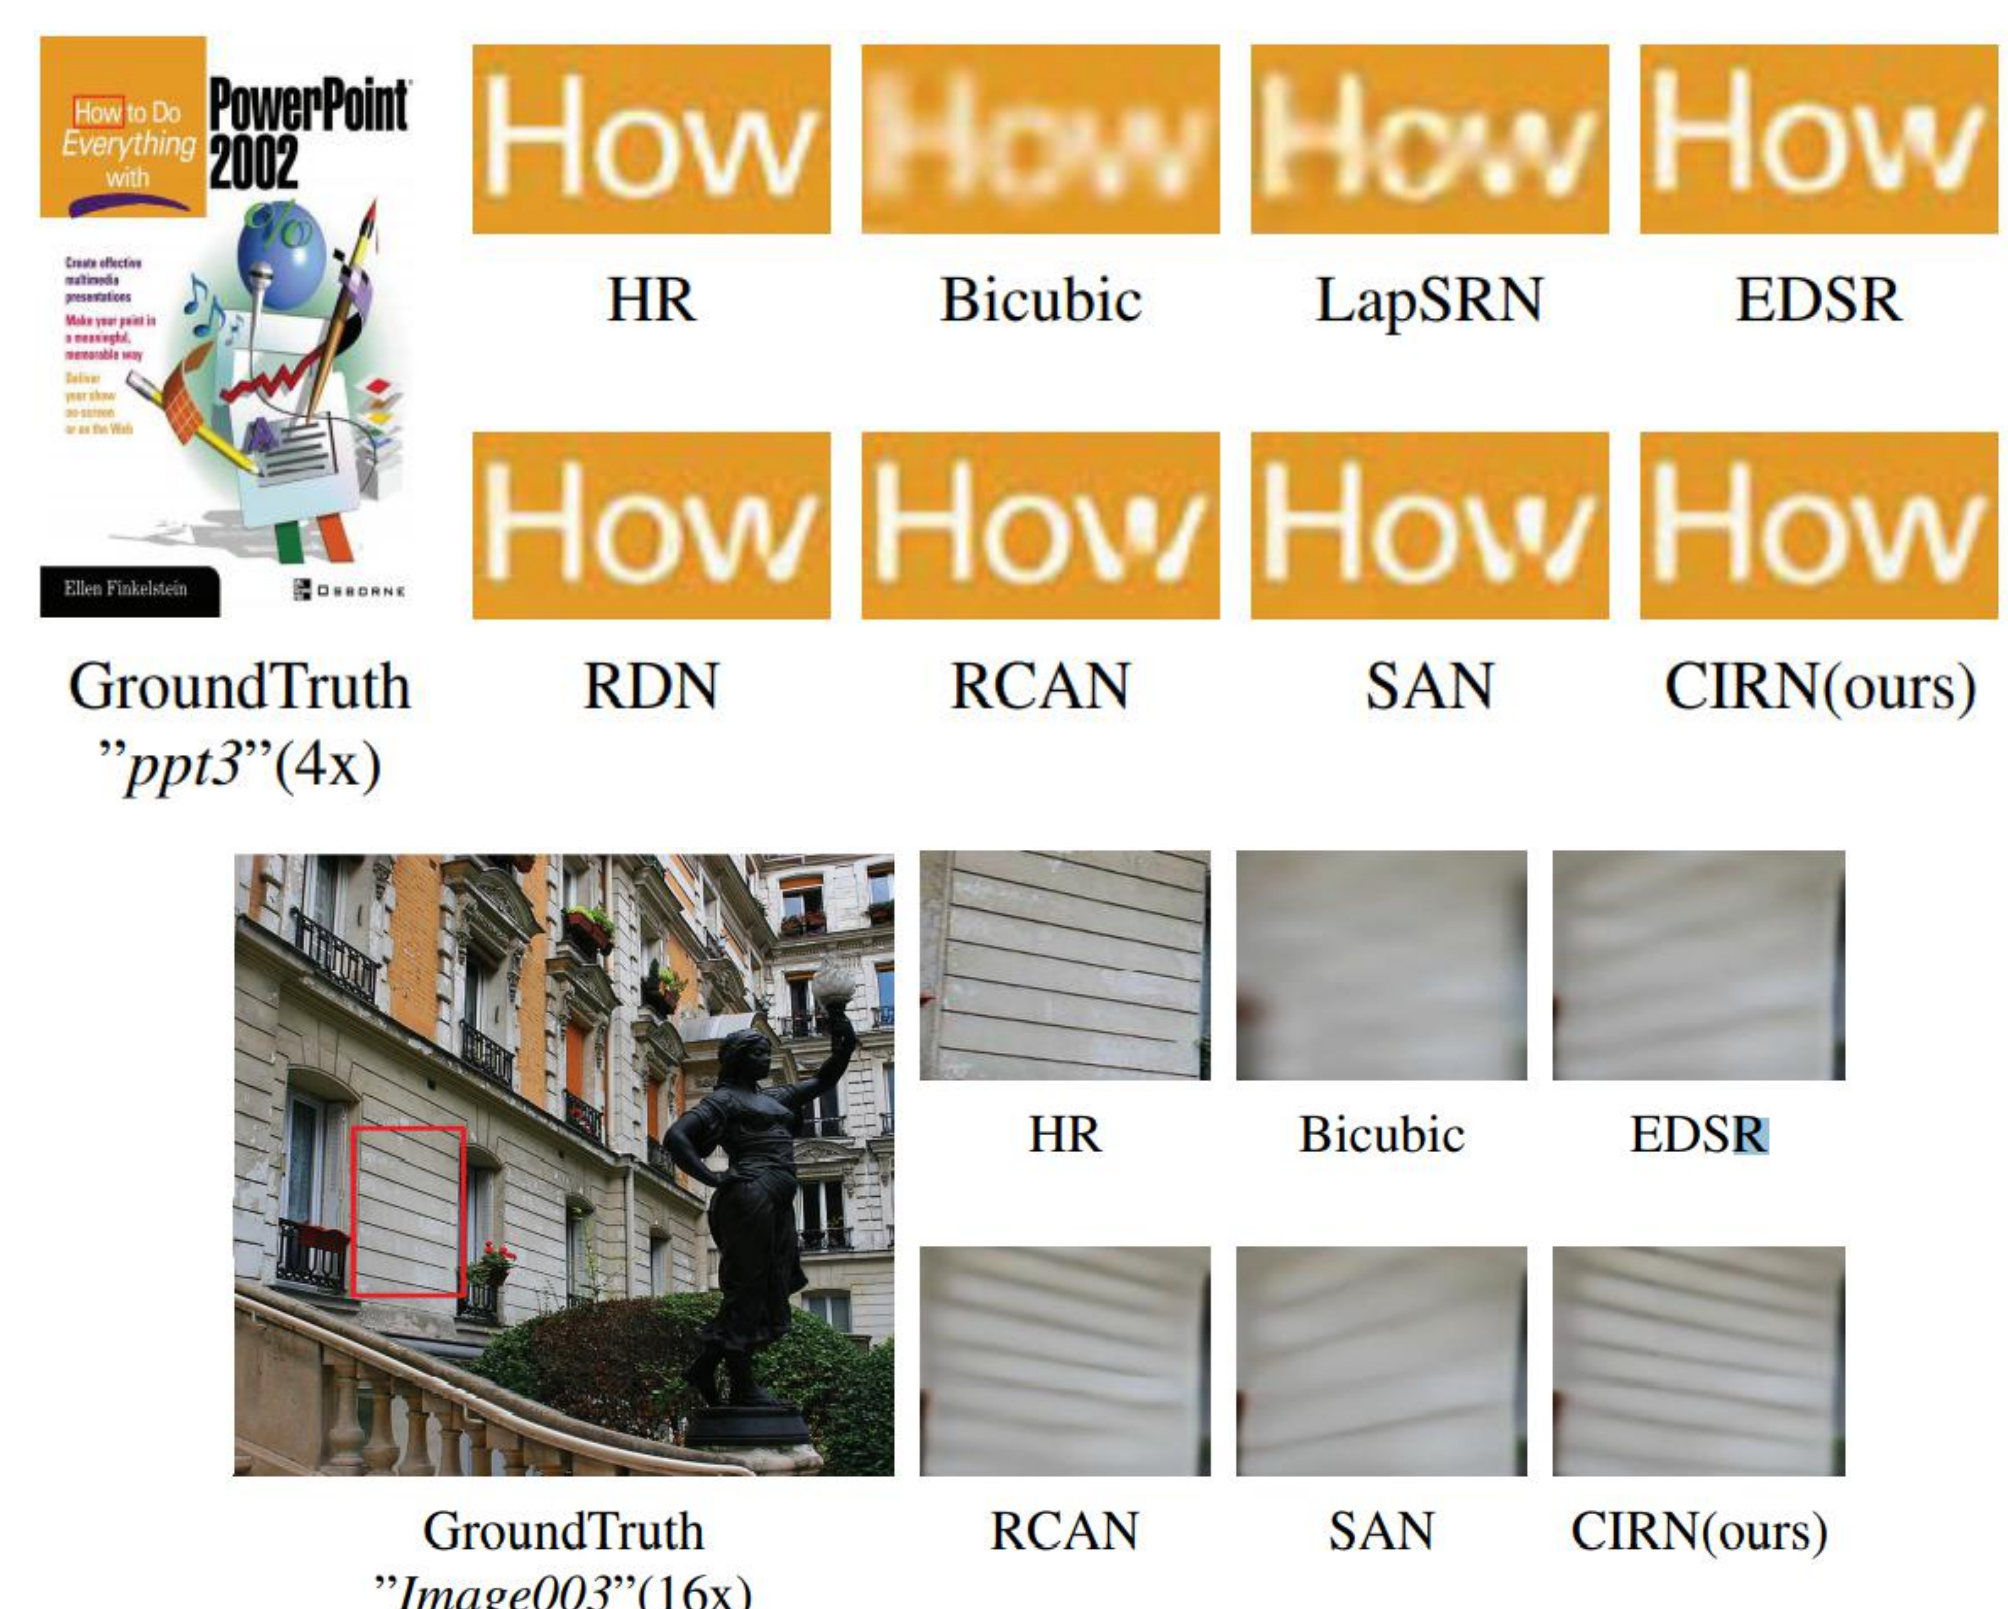 How to Do
Everything
with
PowerPoint
2002
Create effective
multimedia
presentations
Make your point in
a meaningful,
memorable way
Deliver
your show
on-screen
or on the Web
%
A
Ellen Finkelstein
OSBORNE
How
How
How
How
HR
Bicubic
LapSRN
EDSR
How
How
How
How
GroundTruth
RDN
RCAN
SAN
CIRN(ours)
”ppt3”(4x)
HR
Bicubic
EDSR
GroundTruth
RCAN
SAN
CIRN(ours)
”Image003”(16x)